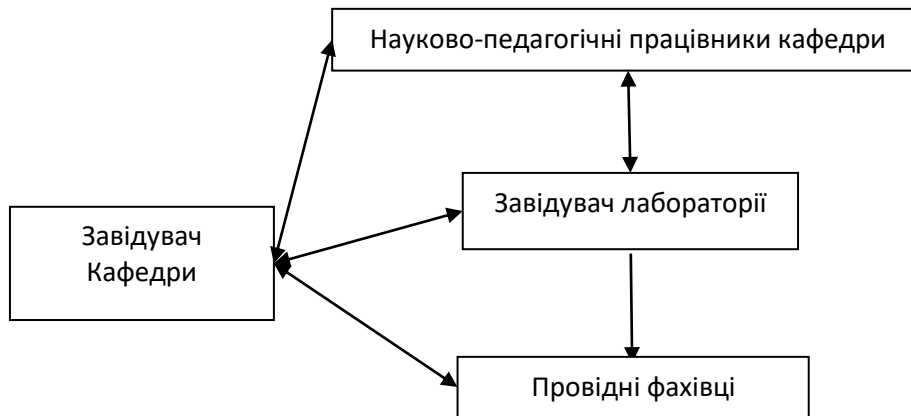 Науково-педагогічні працівники кафедри
Завідувач лабораторії
Завідувач
Кафедри
Провідні фахівці